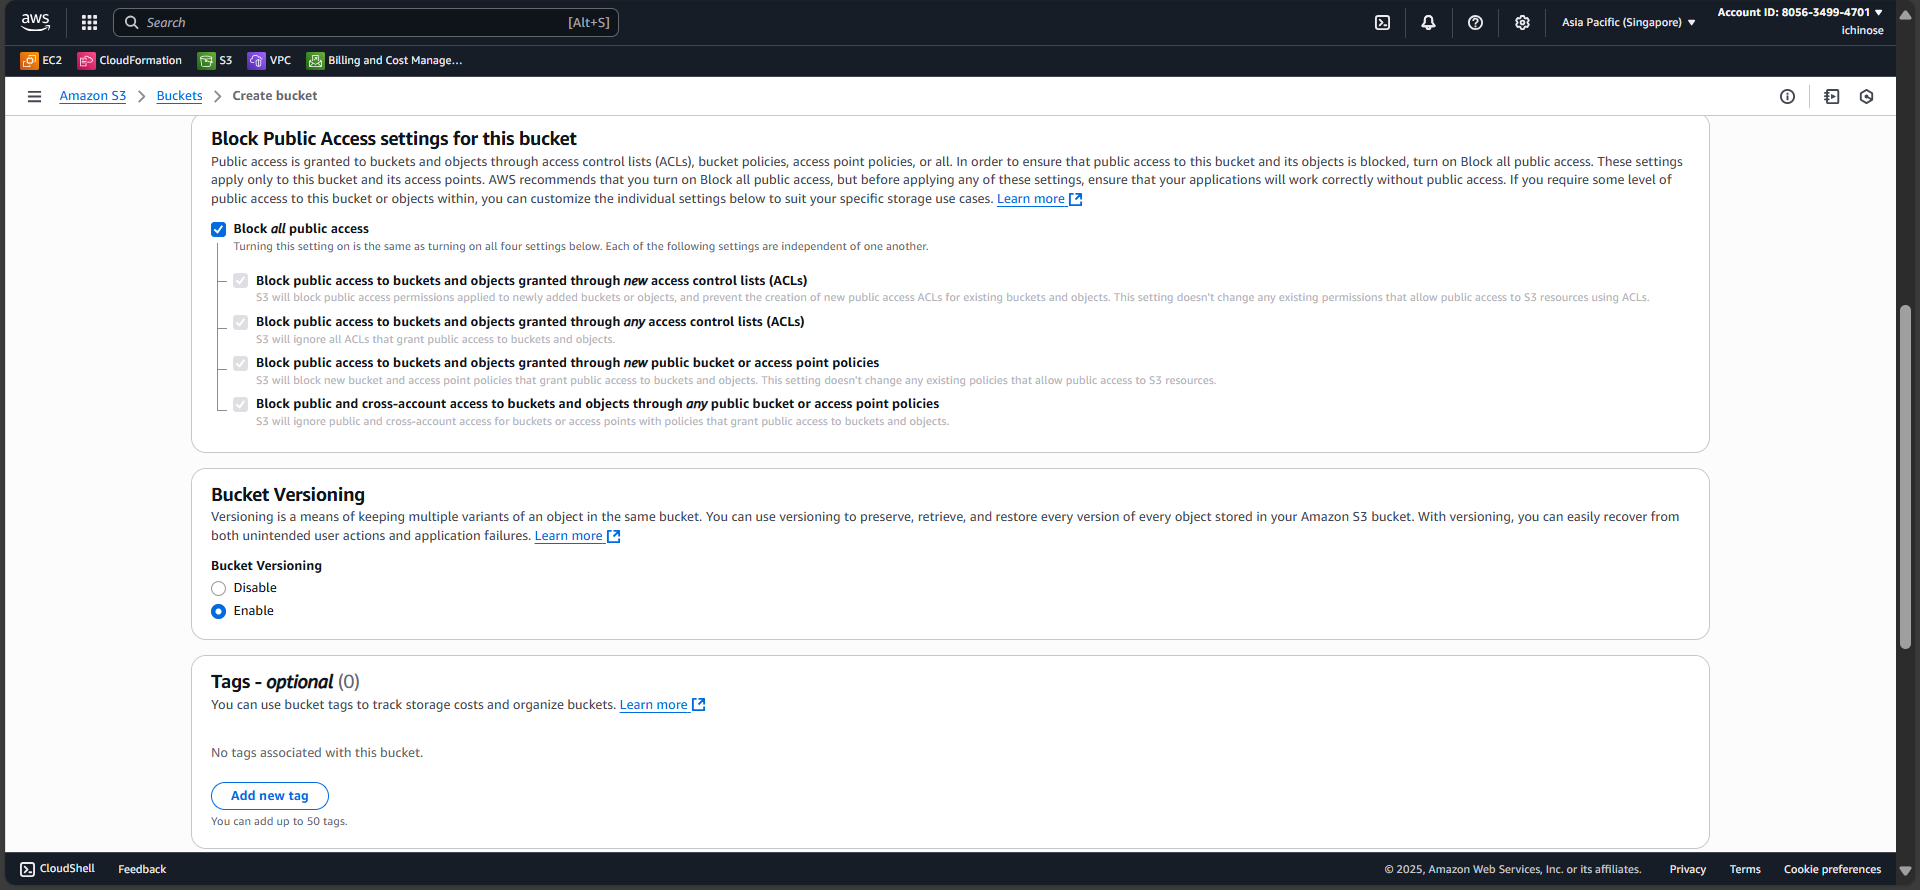 aws
Search
[Alt+S]
Asia Pacific (Singapore)
Account ID: 8056-3499-4701
ichinose
EC2
CloudFormation
S3
VPC
Billing and Cost Manage...
Amazon S3
Buckets
Create bucket
Block Public Access settings for this bucket
Public access is granted to buckets and objects through access control lists (ACLs), bucket policies, access point policies, or all. In order to ensure that public access to this bucket and its objects is blocked, turn on Block all public access. These settings
apply only to this bucket and its access points. AWS recommends that you turn on Block all public access, but before applying any of these settings, ensure that your applications will work correctly without public access. If you require some level of
public access to this bucket or objects within, you can customize the individual settings below to suit your specific storage use cases. Learn more
Block all public access
Turning this setting on is the same as turning on all four settings below. Each of the following settings are independent of one another.
Block public access to buckets and objects granted through new access control lists (ACLs)
S3 will block public access permissions applied to newly added buckets or objects, and prevent the creation of new public access ACLs for existing buckets and objects. This setting doesn't change any existing permissions that allow public access to S3 resources using ACLs.
Block public access to buckets and objects granted through any access control lists (ACLs)
S3 will ignore all ACLs that grant public access to buckets and objects.
Block public access to buckets and objects granted through new public bucket or access point policies
S3 will block new bucket and access point policies that grant public access to buckets and objects. This setting doesn't change any existing policies that allow public access to S3 resources.
Block public and cross-account access to buckets and objects through any public bucket or access point policies
S3 will ignore public and cross-account access for buckets or access points with policies that grant public access to buckets and objects.
Bucket Versioning
Versioning is a means of keeping multiple variants of an object in the same bucket. You can use versioning to preserve, retrieve, and restore every version of every object stored in your Amazon S3 bucket. With versioning, you can easily recover from
both unintended user actions and application failures. Learn more
Bucket Versioning
Disable
Enable
Tags - optional (0)
You can use bucket tags to track storage costs and organize buckets. Learn more
No tags associated with this bucket.
Add new tag
You can add up to 50 tags.
CloudShell
Feedback
© 2025, Amazon Web Services, Inc. or its affiliates.
Privacy
Terms
Cookie preferences